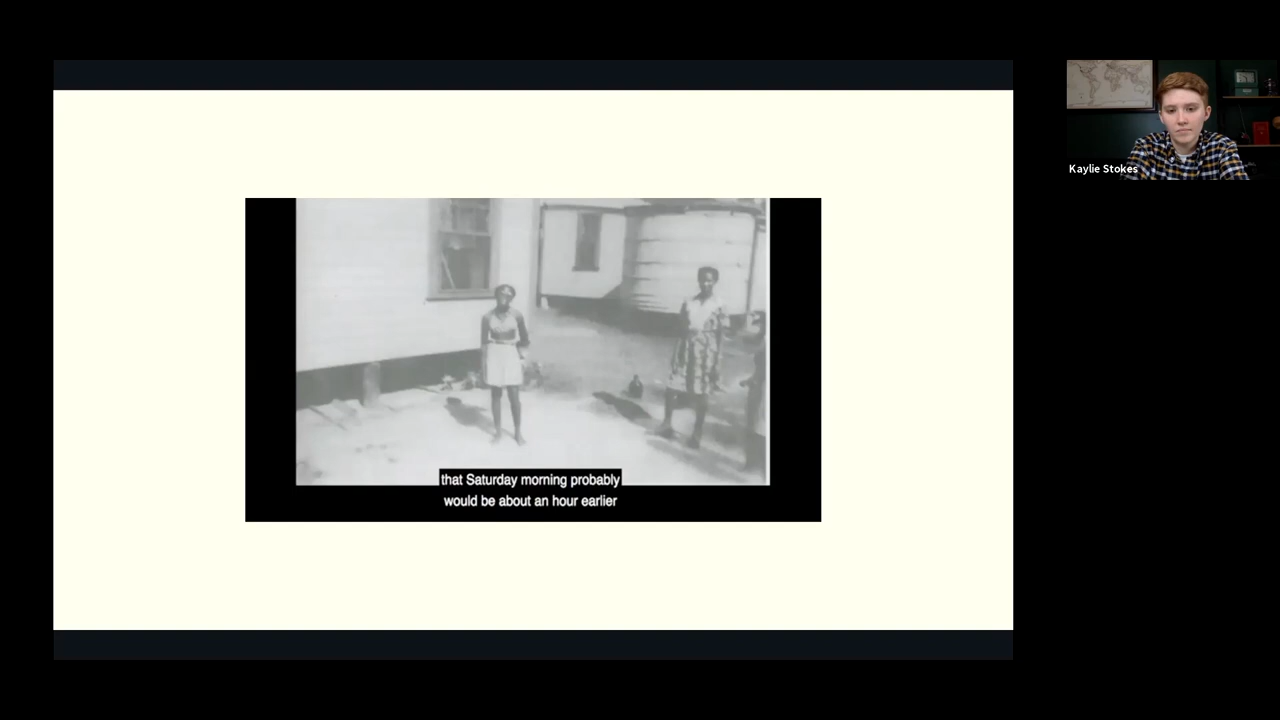 that Saturday morning probably
would be about an hour earlier
Kaylie Stokes